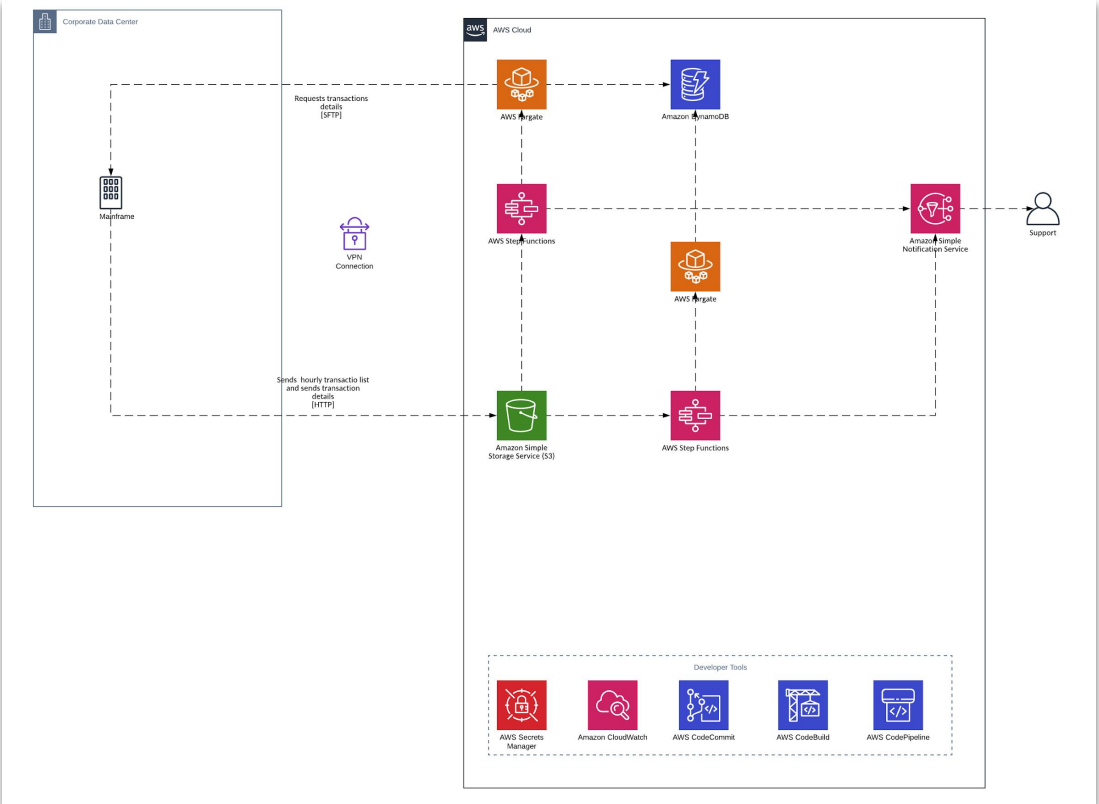 Corporate Data Center
aws
AWS Cloud
Requests transactions
details
[SFTP]
AWS Fargate
Amazon DynamoDB
Mainframe
VPN
Connection
AWS Step Functions
AWS Fargate
Amazon Simple
Notification Service
Support
Sends hourly transactio list
and sends transaction
details
[HTTP]
Amazon Simple
Storage Service (S3)
AWS Step Functions
Developer Tools
AWS Secrets
Manager
Amazon CloudWatch
AWS CodeCommit
AWS CodeBuild
AWS CodePipeline